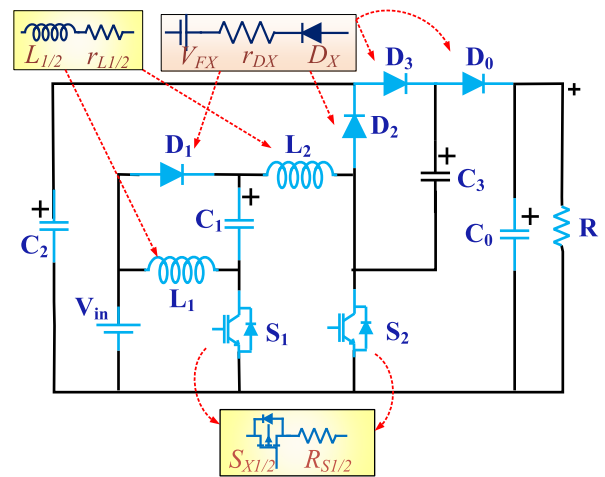 L1/2 rL1/2
VFX rDX DX
D3 D0
+
D2
D1 L2
+ C3
+ C1
+ C2
+ C0 R
L1
Vin
S1 S2
SX1/2 RS1/2